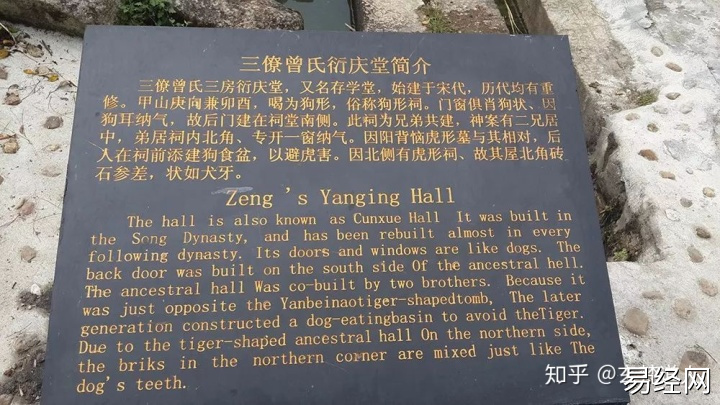 三僚曾氏衍庆堂简介
三僚曾氏三房衍庆堂，又名存学堂，始建于宋代，历代均有重
修。甲山庚向兼卯酉，喝为狗形，俗称狗形祠。门窗俱肖狗状、因
狗耳纳气，故后门建在祠堂南侧。此祠为兄弟共建，神案有二兄居
中，弟居祠内北角、专开一窗纳气。因阳背恼虎形墓与其相对，后
人在祠前添建狗食盆，以避虎害。因北侧有虎形祠、故其屋北角砖
石参差，状如犬牙。
Zeng 's Yanging Hall
The hall is also known as Cunxue Hall It was built in
the Song Dynasty, and has been rebuilt almost in every
following dynasty. Its doors and windows are like dogs. The
back door was built on the south side Of the ancestral hell.
The ancestral hall Was co-built by two brothers. Because it
was just opposite the Yanbeinaotiger-shapedtomb, The later
generation constructed a dog-eatingbasin to avoid theTiger.
Due to the tiger-shaped ancestral hall On the northern side,
the briks in the northern corner are mixed just like The
dog's teeth.
易经网